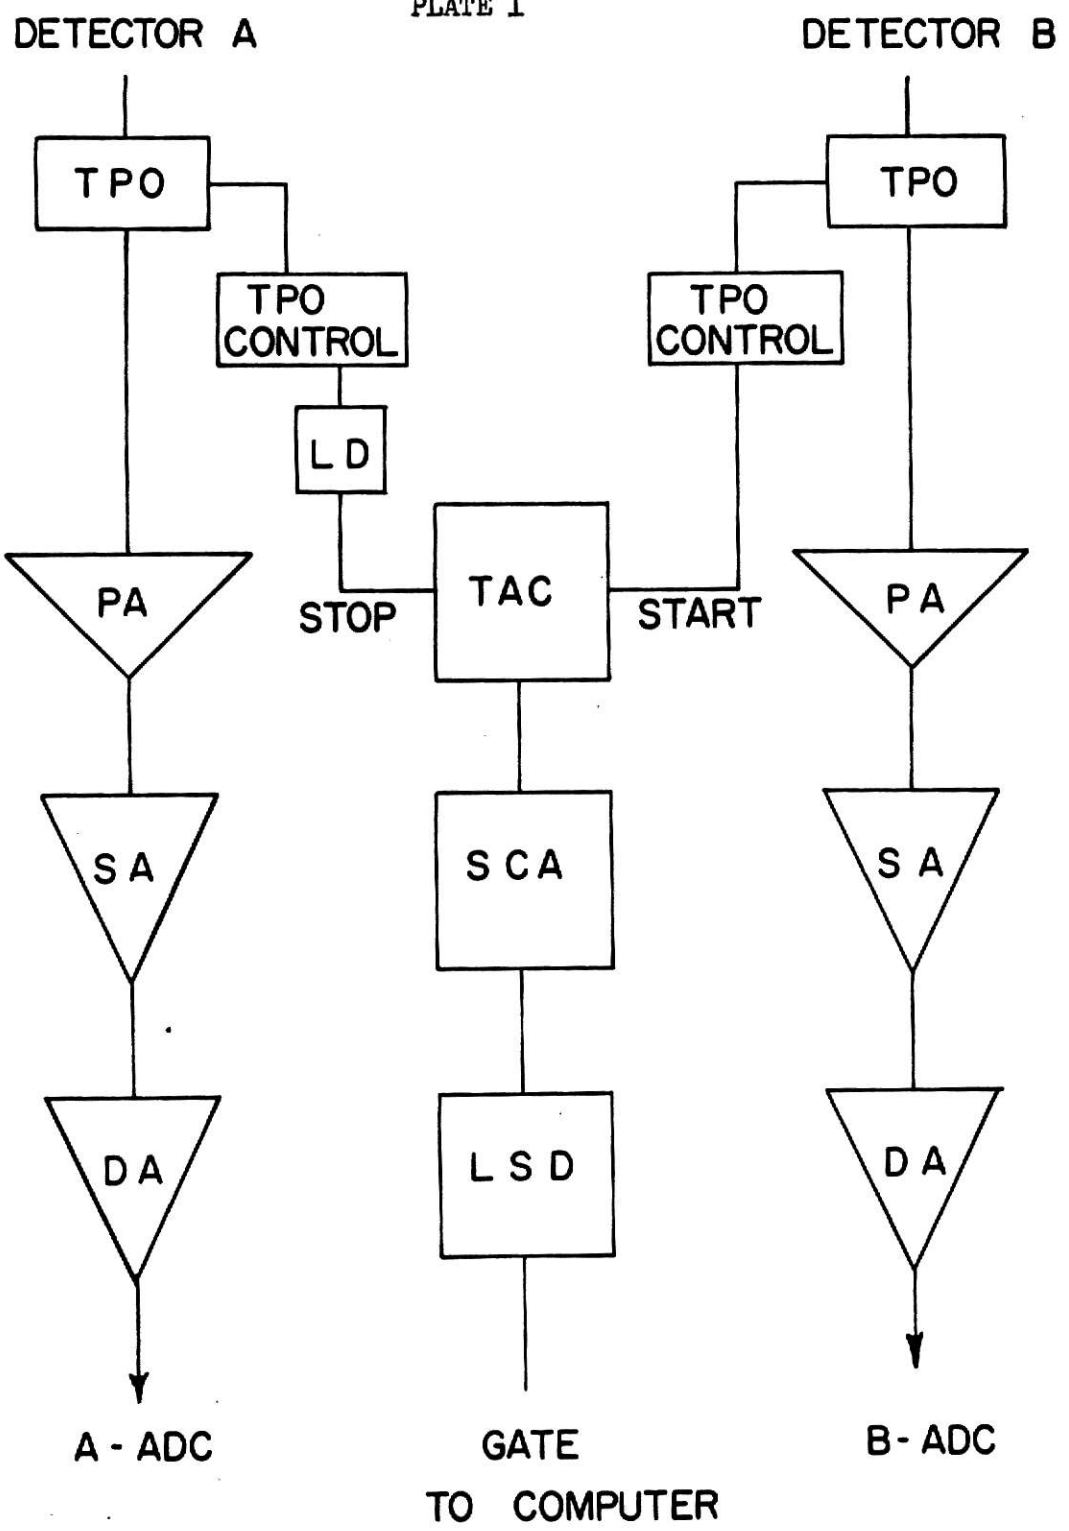 PLATE I
DETECTOR A
DETECTOR B
TPO
TPO
TPO
CONTROL
TPO
CONTROL
LD
TAC
STOP
START
PA
PA
SA
SCA
SA
DA
LSD
DA
A-ADC
GATE
B-ADC
TO COMPUTER